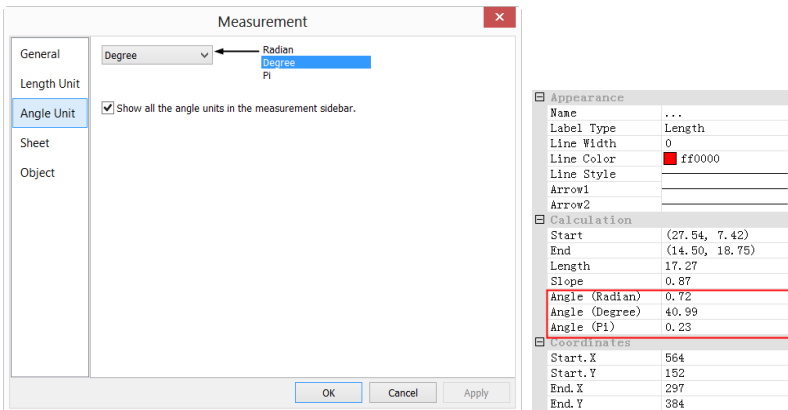 Measurement
General
Length Unit
Angle Unit
Sheet
Object
Degree
Radian
Degree
Pi
Show all the angle units in the measurement sidebar.
OK Cancel Apply
Appearance
Name ...
Label Type Length
Line Width 0
Line Color ff0000
Line Style
Arrow1
Arrow2
Calculation
Start (27.54, 7.42)
End (14.50, 18.75)
Length 17.27
Slope 0.87
Angle (Radian) 0.72
Angle (Degree) 40.99
Angle (Pi) 0.23
Coordinates
Start.X 564
Start.Y 152
End.X 297
End.Y 384